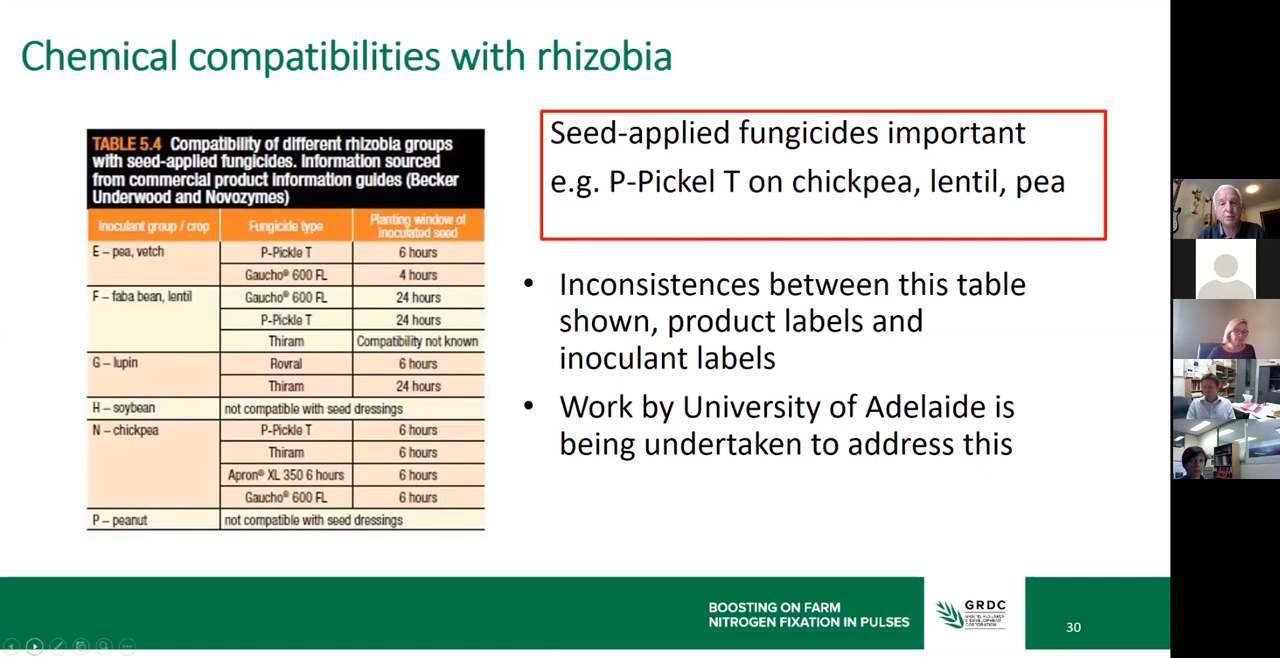 Chemical compatibilities with rhizobia
TABLE 5.4 Compatibility of different rhizobia groups
with seed-applied fungicides. Information sourced
from commercial product information guides (Becker
Underwood and Novozymes)
Inoculant group / crop Fungicide type Planting window of
inoculated seed
E – pea, vetch P-Pickle T 6 hours
Gaucho® 600 FL 4 hours
F – faba bean, lentil Gaucho® 600 FL 24 hours
P-Pickle T 24 hours
Thiram Compatibility not known
G – lupin Rovral 6 hours
Thiram 24 hours
H – soybean not compatible with seed dressings
N – chickpea P-Pickle T 6 hours
Thiram 6 hours
Apron® XL 350 6 hours 6 hours
Gaucho® 600 FL 6 hours
P – peanut not compatible with seed dressings
Seed-applied fungicides important
e.g. P-Pickel T on chickpea, lentil, pea
• Inconsistences between this table
shown, product labels and
inoculant labels
• Work by University of Adelaide is
being undertaken to address this
BOOSTING ON FARM
NITROGEN FIXATION IN PULSES
GRDC
GRAINS RESEARCH
& DEVELOPMENT
CORPORATION
30